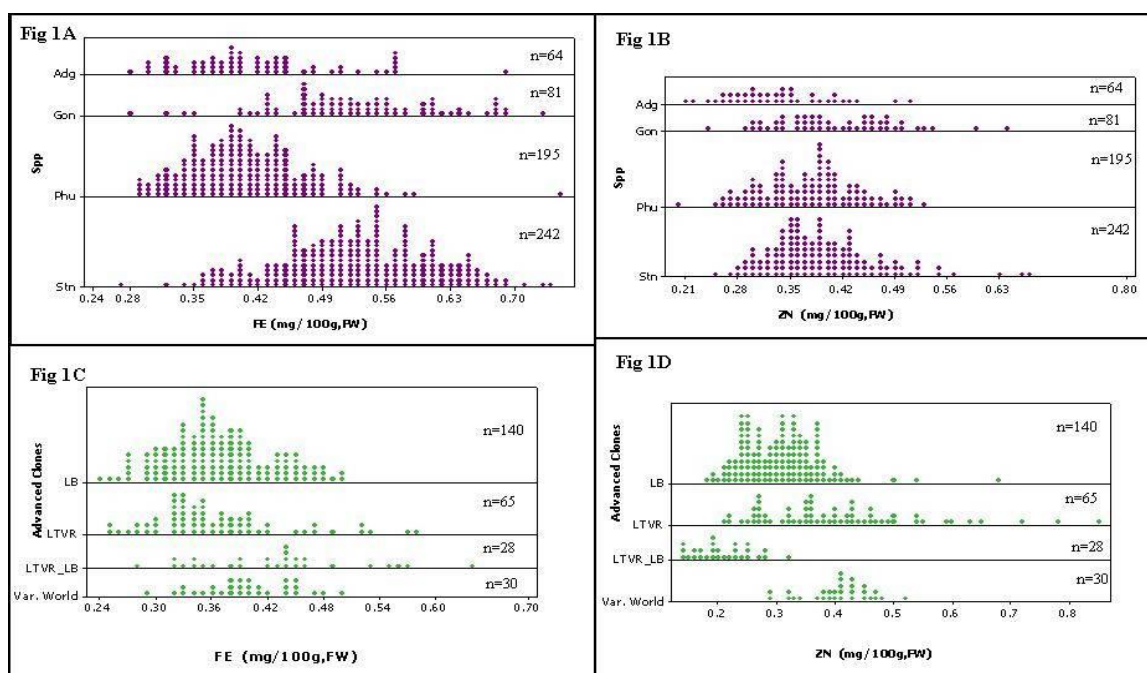 Fig 1A
n=64
Adg
n=81
Gon
n=195
Phu
n=242
Stn
Spp
0.24 0.28 0.35 0.42 0.49 0.56 0.63 0.70
FE (mg/100g,FW)
Fig 1B
n=64
Adg
n=81
Gon
n=195
Phu
n=242
Stn
Spp
0.21 0.28 0.35 0.42 0.49 0.56 0.63 0.80
ZN (mg/100g,FW)
Fig 1C
n=140
LB
n=65
LTVR
n=28
LTVR_LB
n=30
Var. World
Advanced Clones
0.24 0.30 0.36 0.42 0.48 0.54 0.60 0.70
FE (mg/100g,FW)
Fig 1D
n=140
LB
n=65
LTVR
n=28
LTVR_LB
n=30
Var. World
Advanced Clones
0.2 0.3 0.4 0.5 0.6 0.7 0.8
ZN (mg/100g,FW)